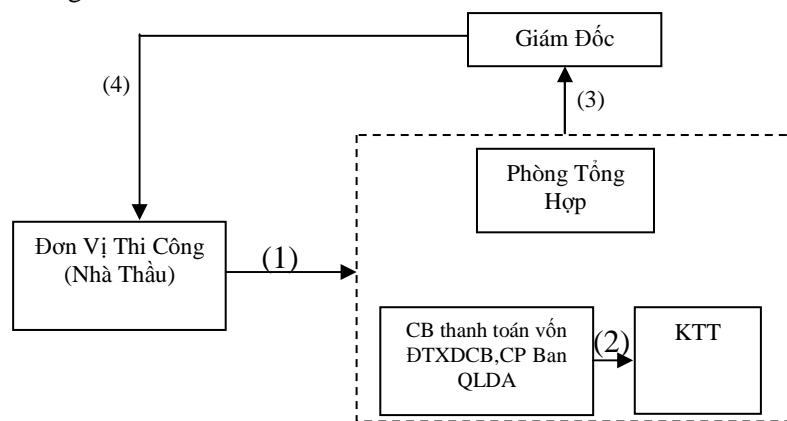 Giám Đốc
(4)
(3)
Phòng Tổng
Hợp
Đơn Vị Thi Công
(Nhà Thầu)
(1)
CB thanh toán vốn
ĐTXDCB,CP Ban
QLDA
(2)
KTT